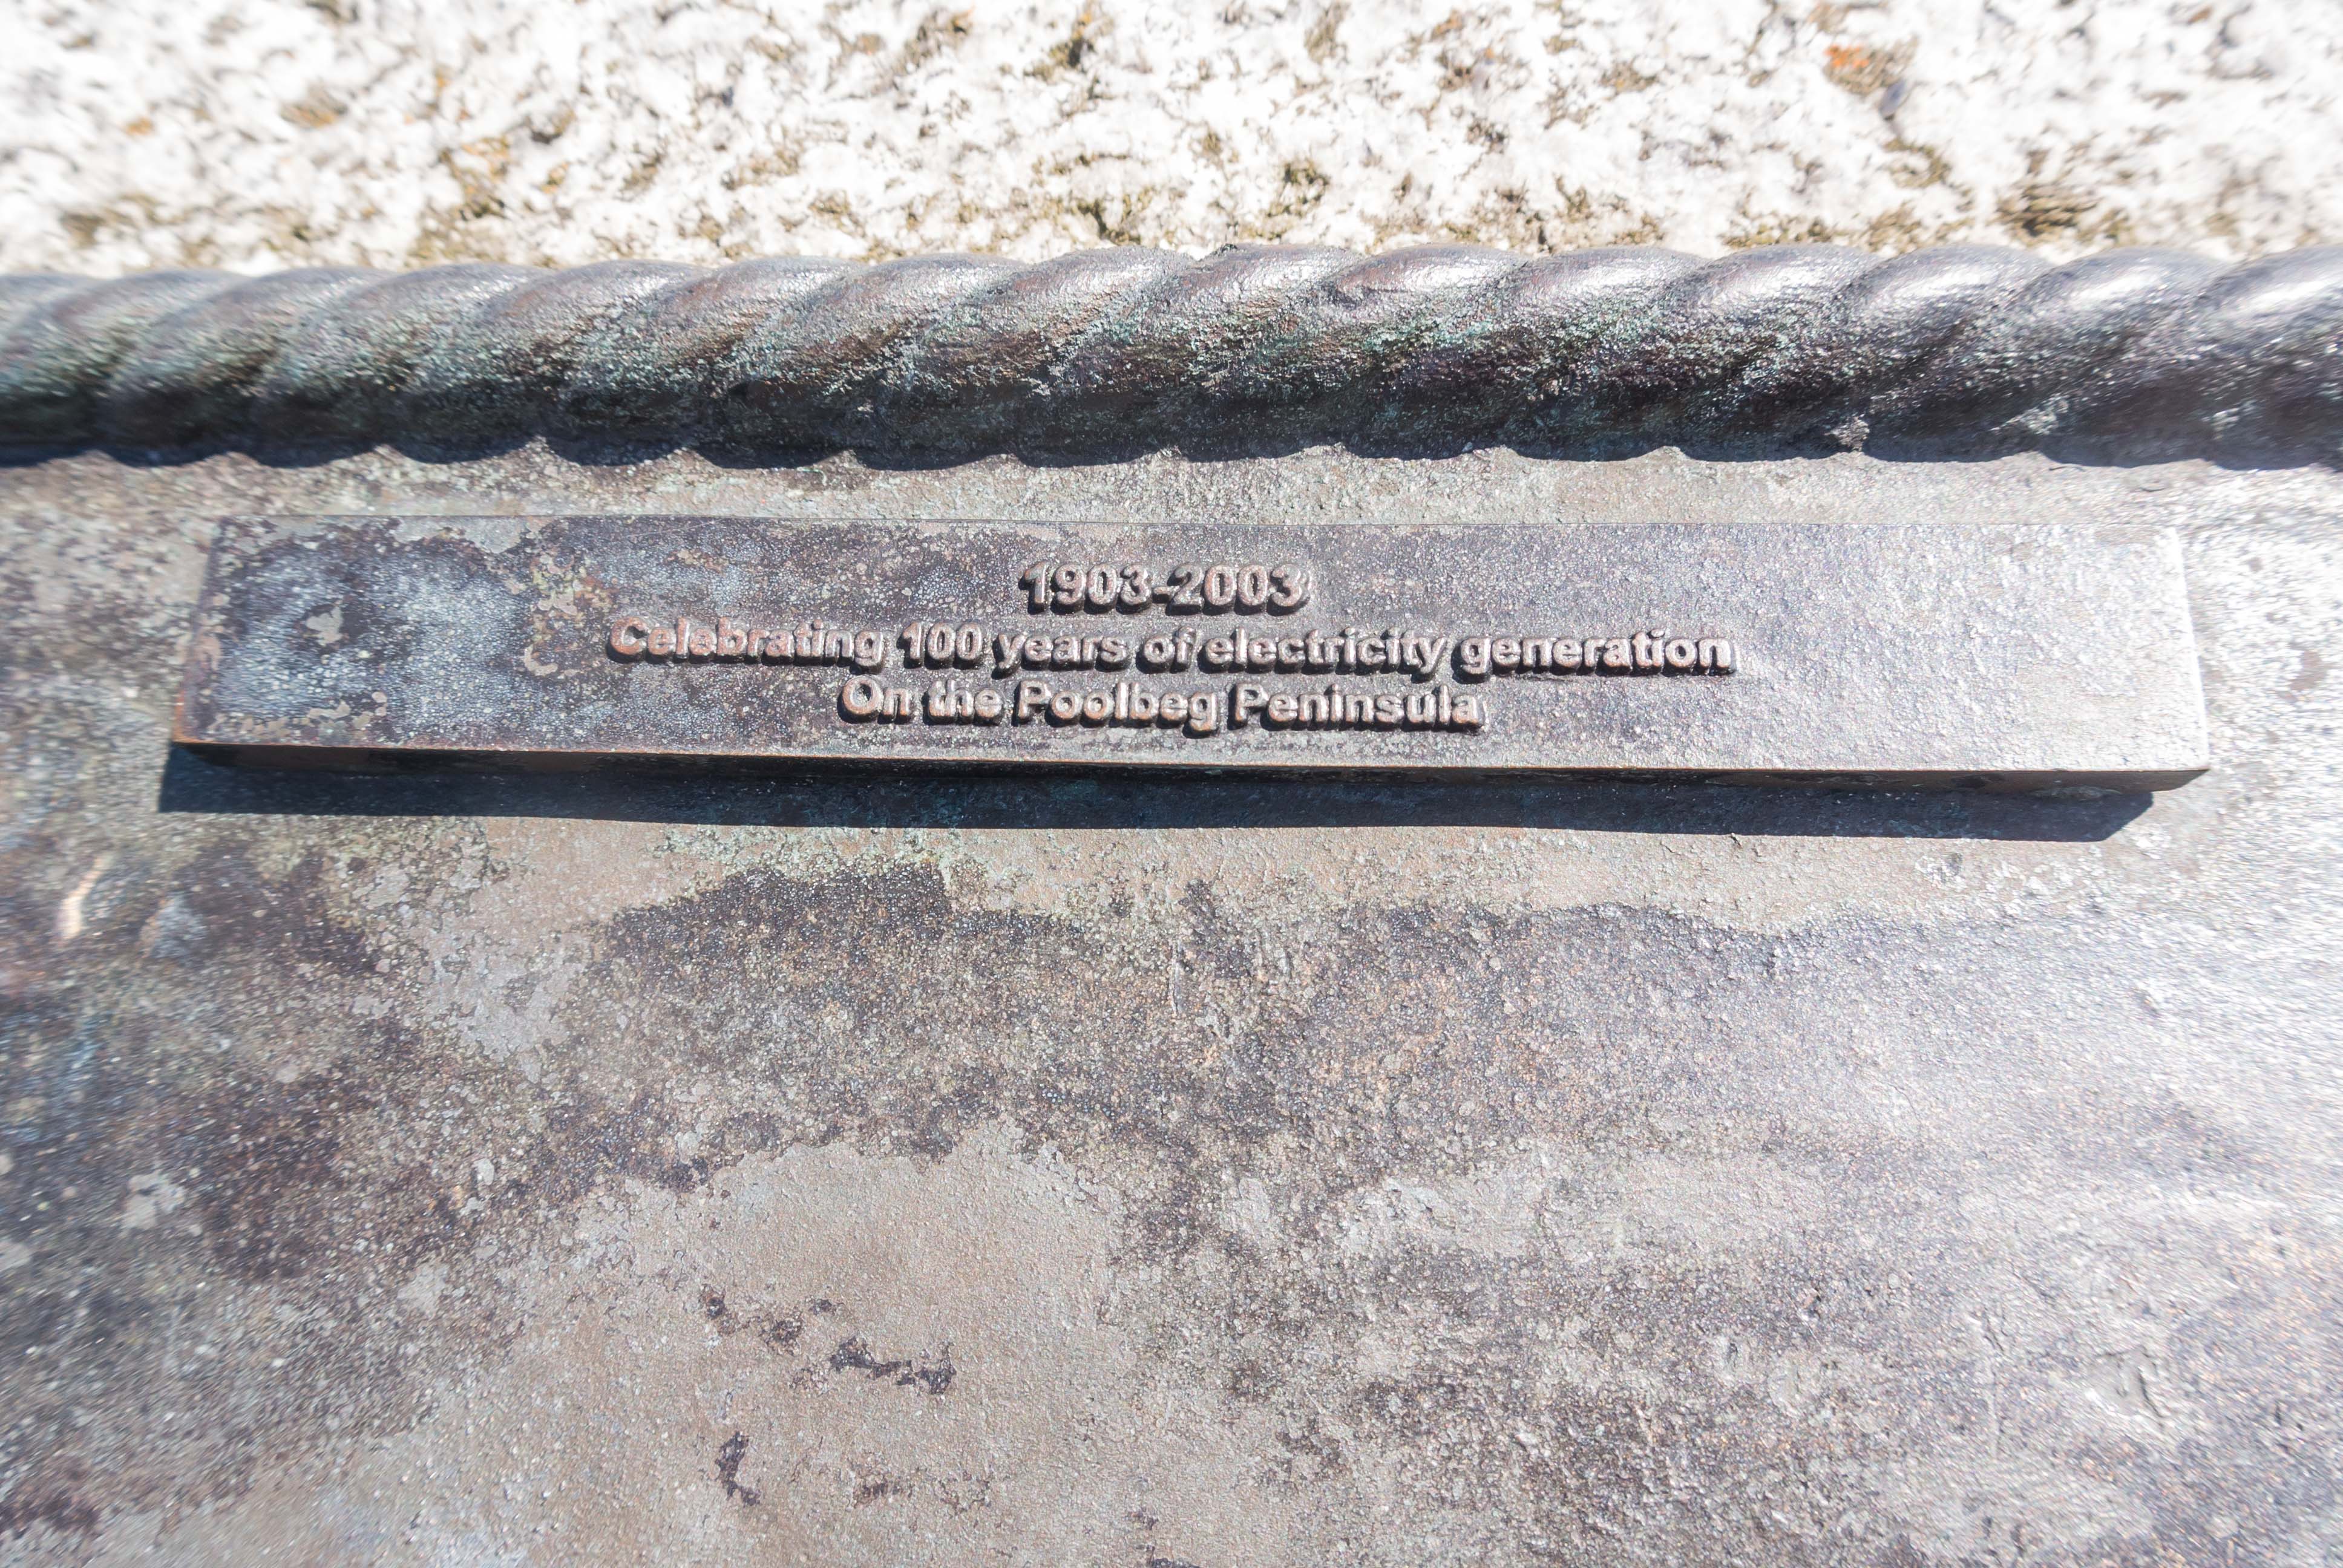 1903-2003
Celebrating 100 years of electricity generation
On the Poolbeg Peninsula